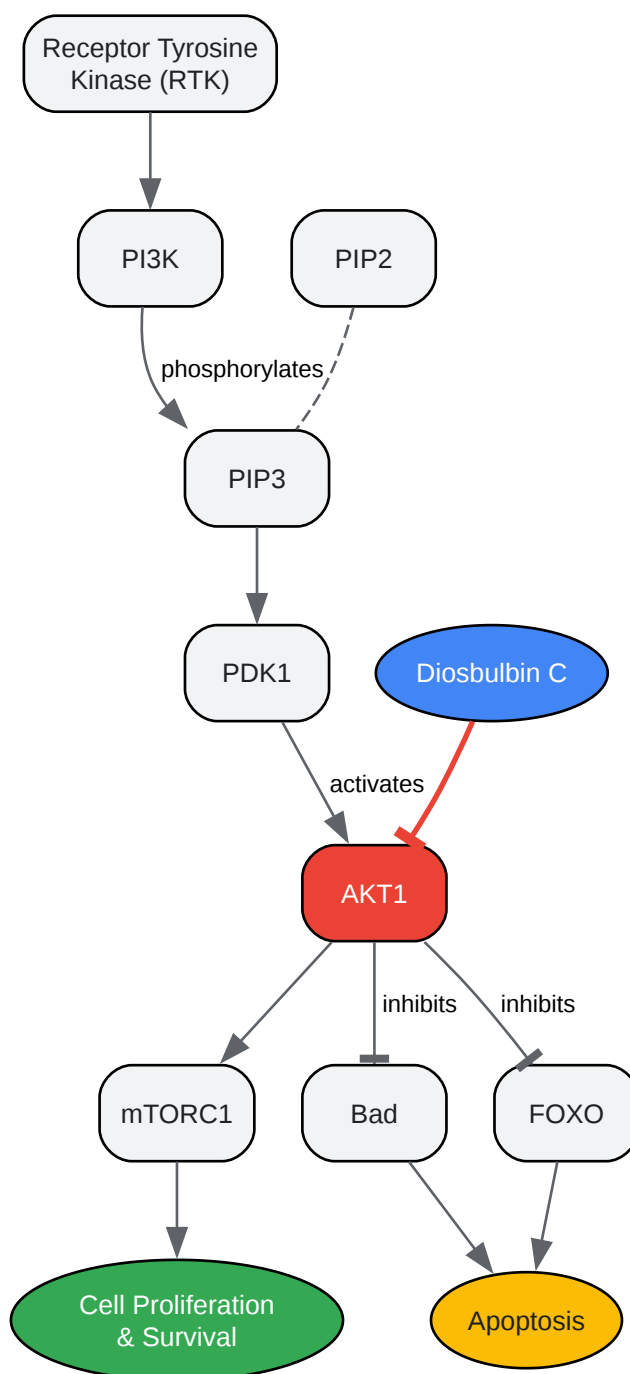 Receptor Tyrosine
Kinase (RTK)
PI3K
PIP2
phosphorylates
PIP3
PDK1
Diosbulbin C
activates
AKT1
inhibits
inhibits
mTORC1
Bad
FOXO
Cell Proliferation
& Survival
Apoptosis